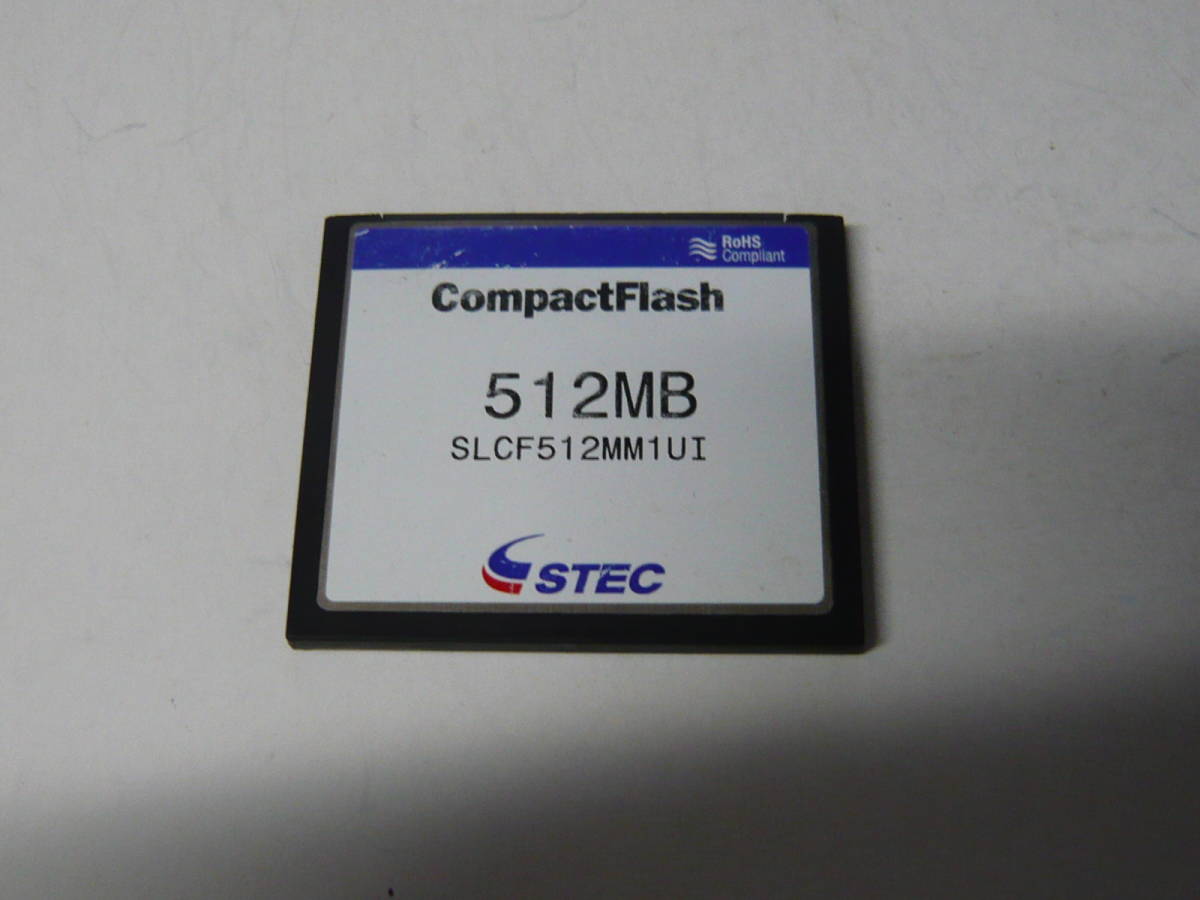 RoHS
Compliant
CompactFlash
512MB
SLCF512MM1UI
STEC